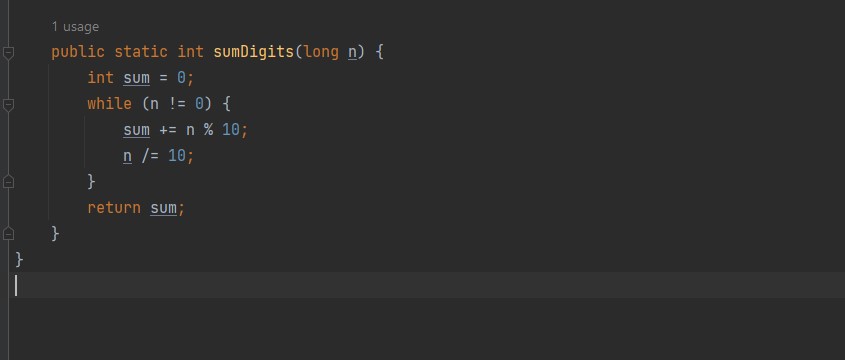 1 usage
public static int sumDigits(long n) {
int sum = 0;
while (n != 0) {
sum += n % 10;
n /= 10;
}
return sum;
}
}